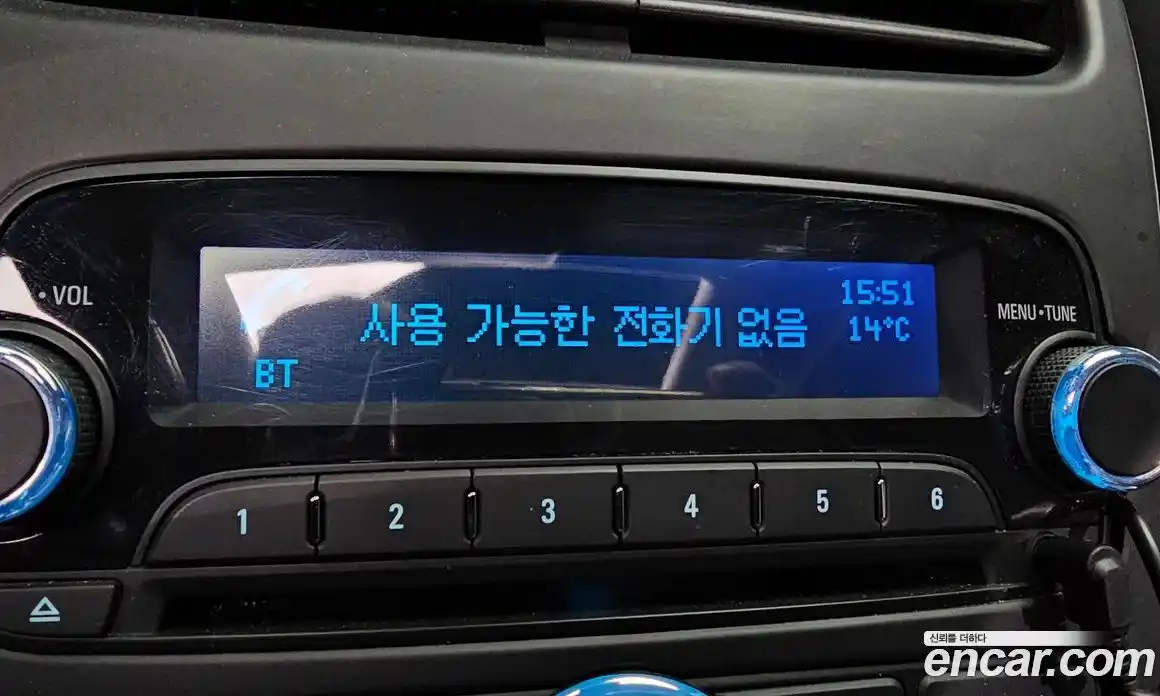 • VOL
사용 가능한 전화기 없음
15:51
14°C
BT
MENU•TUNE
1 2 3 4 5 6
신뢰를 더하다
encar.com